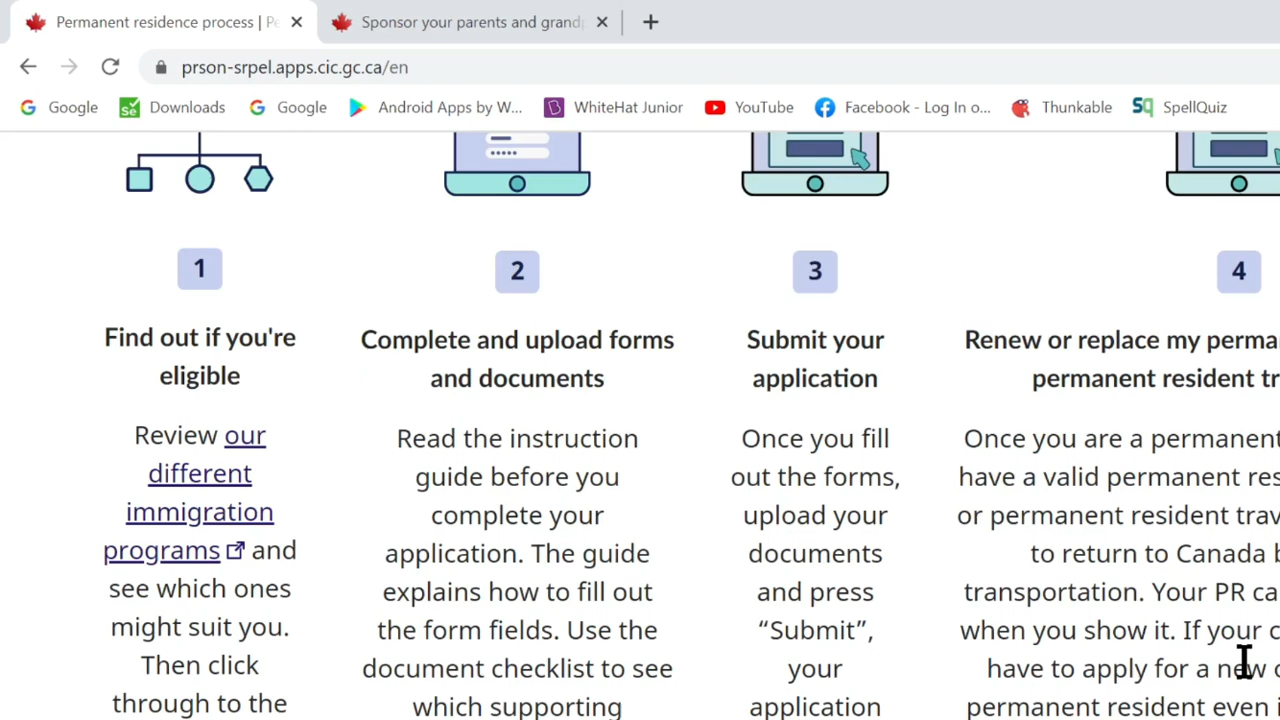 Permanent residence process | Pe
Sponsor your parents and grandp
prson-srpel.apps.cic.gc.ca/en
Google
Downloads
Google
Android Apps by W...
WhiteHat Junior
YouTube
Facebook - Log In o...
Thunkable
SpellQuiz
1
Find out if you're
eligible
Review our
different
immigration
programs and
see which ones
might suit you.
Then click
through to the
2
Complete and upload forms
and documents
Read the instruction
guide before you
complete your
application. The guide
explains how to fill out
the form fields. Use the
document checklist to see
which supporting
3
Submit your
application
Once you fill
out the forms,
upload your
documents
and press
“Submit”,
your
application
4
Renew or replace my perma
permanent resident tr
Once you are a permanent
have a valid permanent res
or permanent resident trav
to return to Canada b
transportation. Your PR ca
when you show it. If your c
have to apply for a new c
permanent resident even i